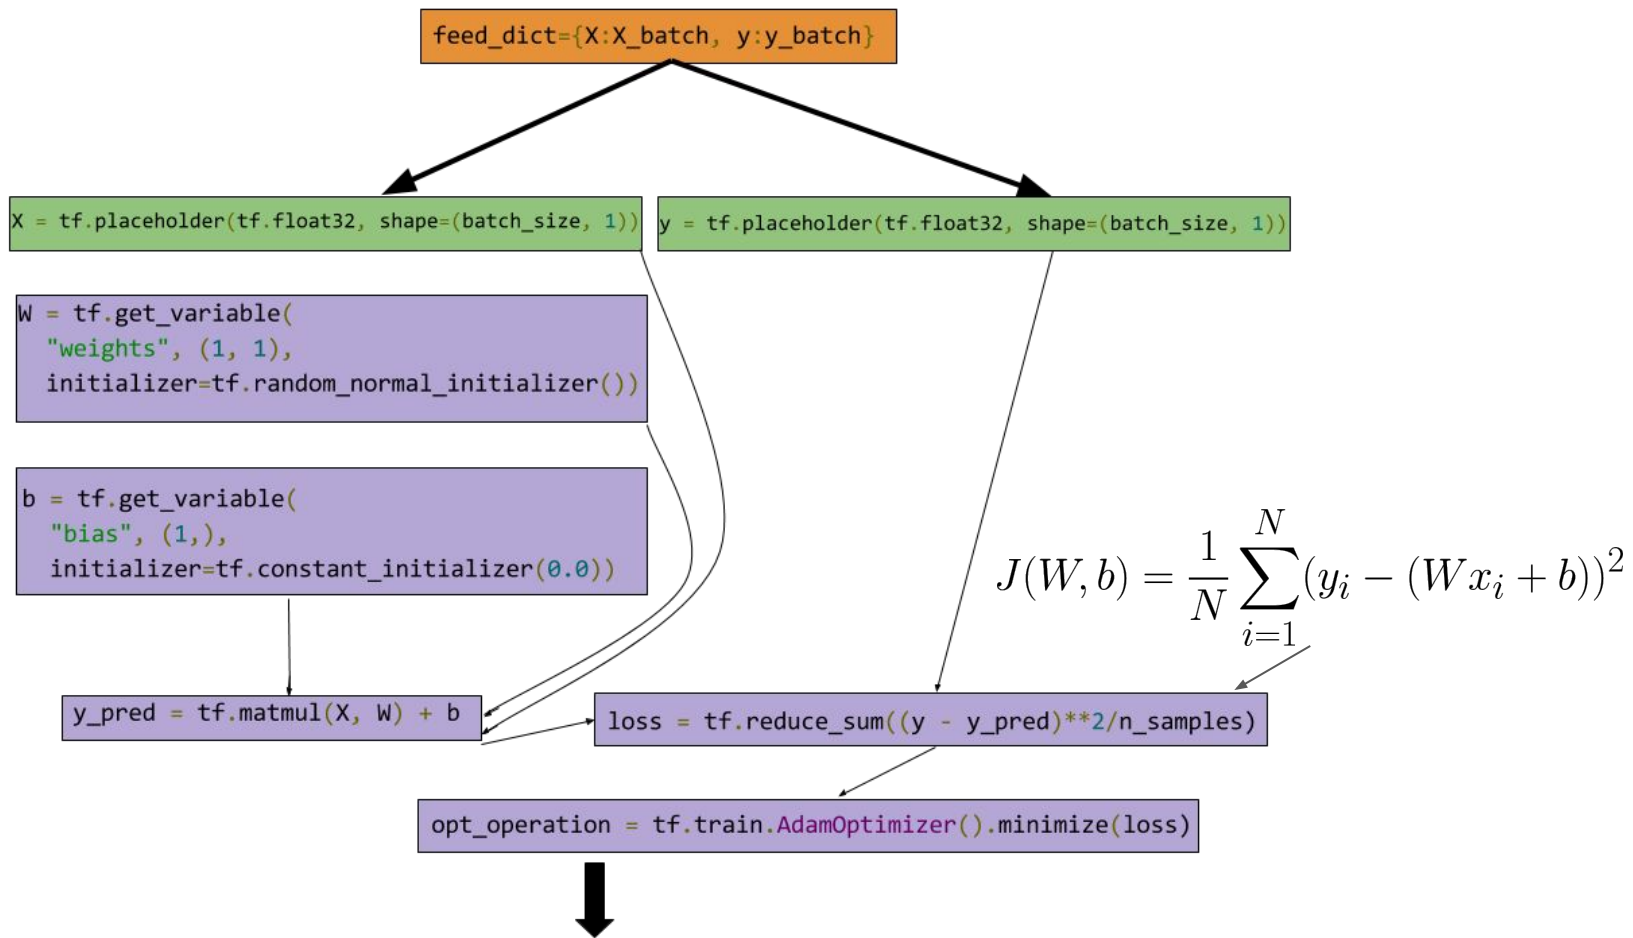 feed_dict={X:X_batch, y:y_batch}
X = tf.placeholder(tf.float32, shape=(batch_size, 1))
y = tf.placeholder(tf.float32, shape=(batch_size, 1))
W = tf.get_variable(
"weights", (1, 1),
initializer=tf.random_normal_initializer())
b = tf.get_variable(
"bias", (1,),
initializer=tf.constant_initializer(0.0))
J(W, b) = \frac{1}{N} \sum_{i=1}^{N} (y_i - (Wx_i + b))^2
y_pred = tf.matmul(X, W) + b
loss = tf.reduce_sum((y - y_pred)**2/n_samples)
opt_operation = tf.train.AdamOptimizer().minimize(loss)